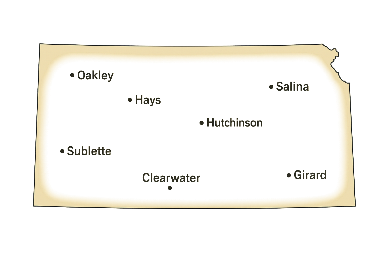 Oakley
Salina
Hays
Hutchinson
Sublette
Clearwater
Girard